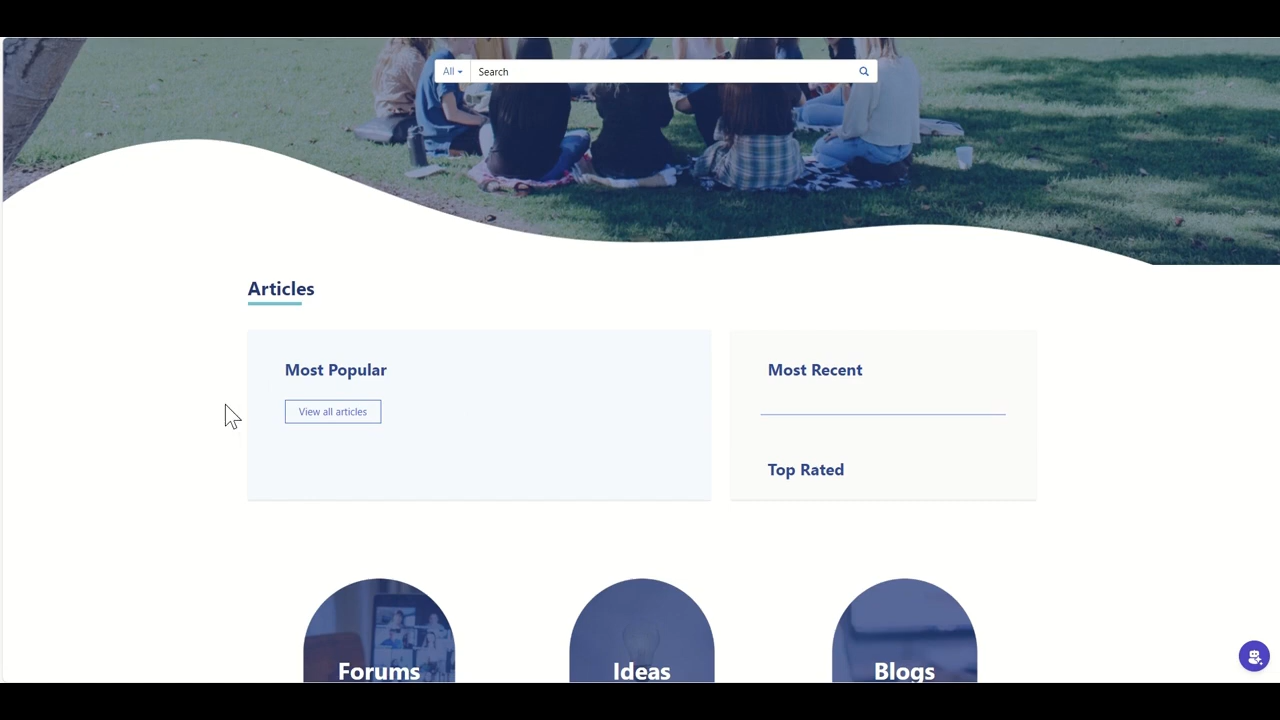 All
Search
Articles
Most Popular
View all articles
Most Recent
Top Rated
Forums
Ideas
Blogs